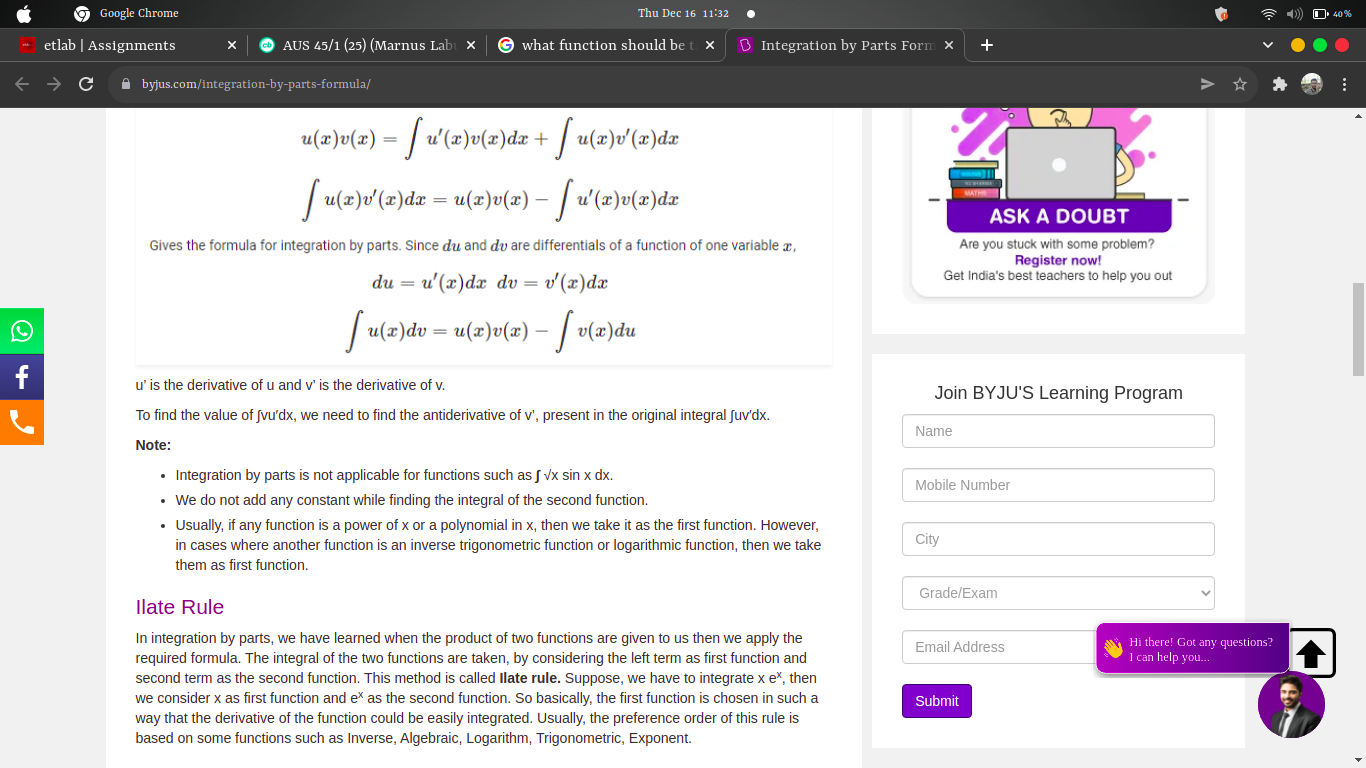 Google Chrome
Thu Dec 16 11:32
40 %
etlab | Assignments
AUS 45/1 (25) (Marnus Lab
what function should be t
Integration by Parts Form
byjus.com/integration-by-parts-formula/
u(x)v(x) = ∫ u′(x)v(x)dx + ∫ u(x)v′(x)dx
∫ u(x)v′(x)dx = u(x)v(x) − ∫ u′(x)v(x)dx
Gives the formula for integration by parts. Since du and dv are differentials of a function of one variable x,
du = u′(x)dx dv = v′(x)dx
∫ u(x)dv = u(x)v(x) − ∫ v(x)du
u' is the derivative of u and v' is the derivative of v.
To find the value of ∫vu′dx, we need to find the antiderivative of v', present in the original integral ∫uv′dx.
Note:
• Integration by parts is not applicable for functions such as ∫ √x sin x dx.
• We do not add any constant while finding the integral of the second function.
• Usually, if any function is a power of x or a polynomial in x, then we take it as the first function. However,
in cases where another function is an inverse trigonometric function or logarithmic function, then we take
them as first function.
Ilate Rule
In integration by parts, we have learned when the product of two functions are given to us then we apply the
required formula. The integral of the two functions are taken, by considering the left term as first function and
second term as the second function. This method is called Ilate rule. Suppose, we have to integrate x eˣ, then
we consider x as first function and eˣ as the second function. So basically, the first function is chosen in such a
way that the derivative of the function could be easily integrated. Usually, the preference order of this rule is
based on some functions such as Inverse, Algebraic, Logarithm, Trigonometric, Exponent.
MATHS
ASK A DOUBT
Are you stuck with some problem?
Register now!
Get India's best teachers to help you out
Join BYJU'S Learning Program
Name
Mobile Number
City
Grade/Exam
Email Address
Submit
Hi there! Got any questions?
I can help you...